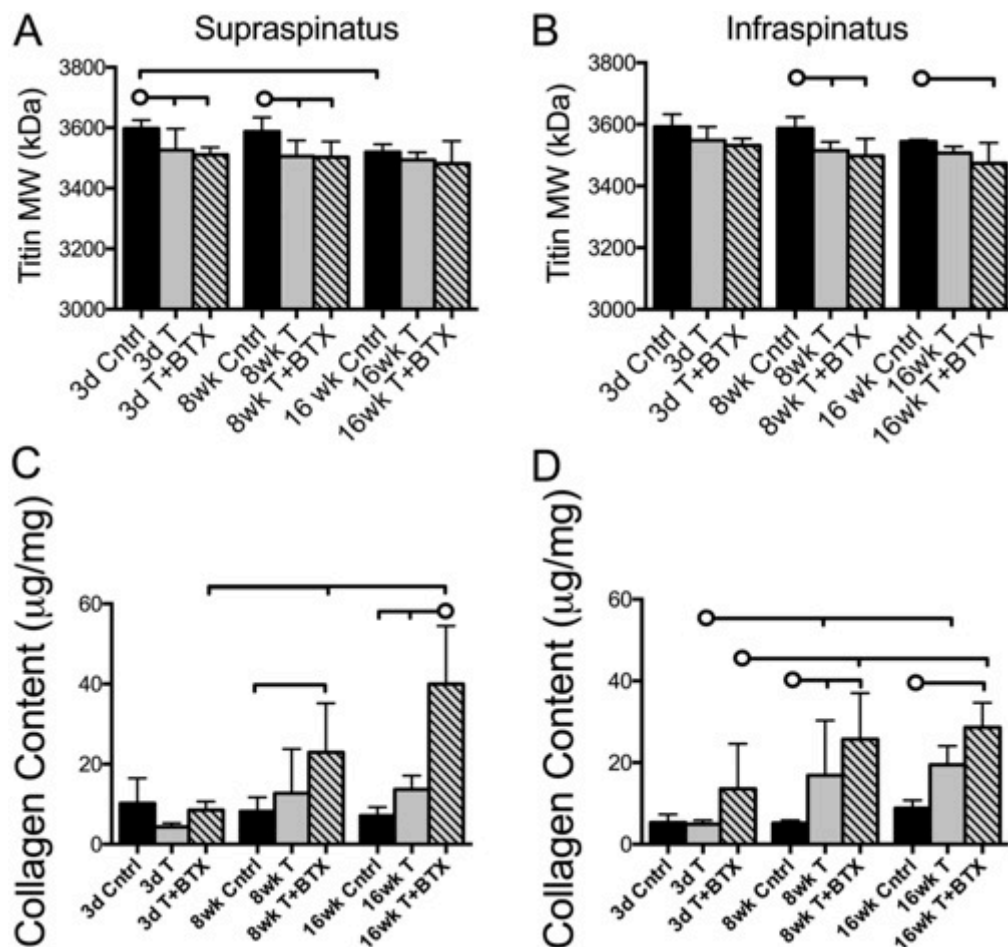 A
Supraspinatus
Titin MW (kDa)
3800
3600
3400
3200
3000
3d Cntrl
3d T
3d T+BTX
8wk Cntrl
8wk T
8wk T+BTX
16 wk Cntrl
16wk T
16wk T+BTX
B
Infraspinatus
Titin MW (kDa)
3800
3600
3400
3200
3000
3d Cntrl
3d T
3d T+BTX
8wk Cntrl
8wk T
8wk T+BTX
16 wk Cntrl
16wk T
16wk T+BTX
C
Collagen Content (μg/mg)
60
40
20
0
3d Cntrl
3d T
3d T+BTX
8wk Cntrl
8wk T
8wk T+BTX
16wk Cntrl
16wk T
16wk T+BTX
D
Collagen Content (μg/mg)
60
40
20
0
3d Cntrl
3d T
3d T+BTX
8wk Cntrl
8wk T
8wk T+BTX
16wk Cntrl
16wk T
16wk T+BTX